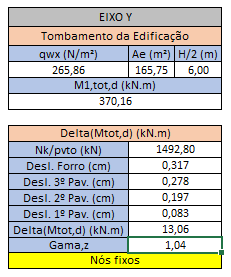 EIXO Y
Tombamento da Edificação
qwx (N/m²) Ae (m²) H/2 (m)
265,86 165,75 6,00
M1,tot,d (kN.m)
370,16
Delta(Mtot,d) (kN.m)
Nk/pvto (kN) 1492,80
Desl. Forro (cm) 0,317
Desl. 3º Pav. (cm) 0,278
Desl. 2º Pav. (cm) 0,197
Desl. 1º Pav. (cm) 0,083
Delta(Mtot,d) (kN.m) 13,06
Gama,z 1,04
Nós fixos